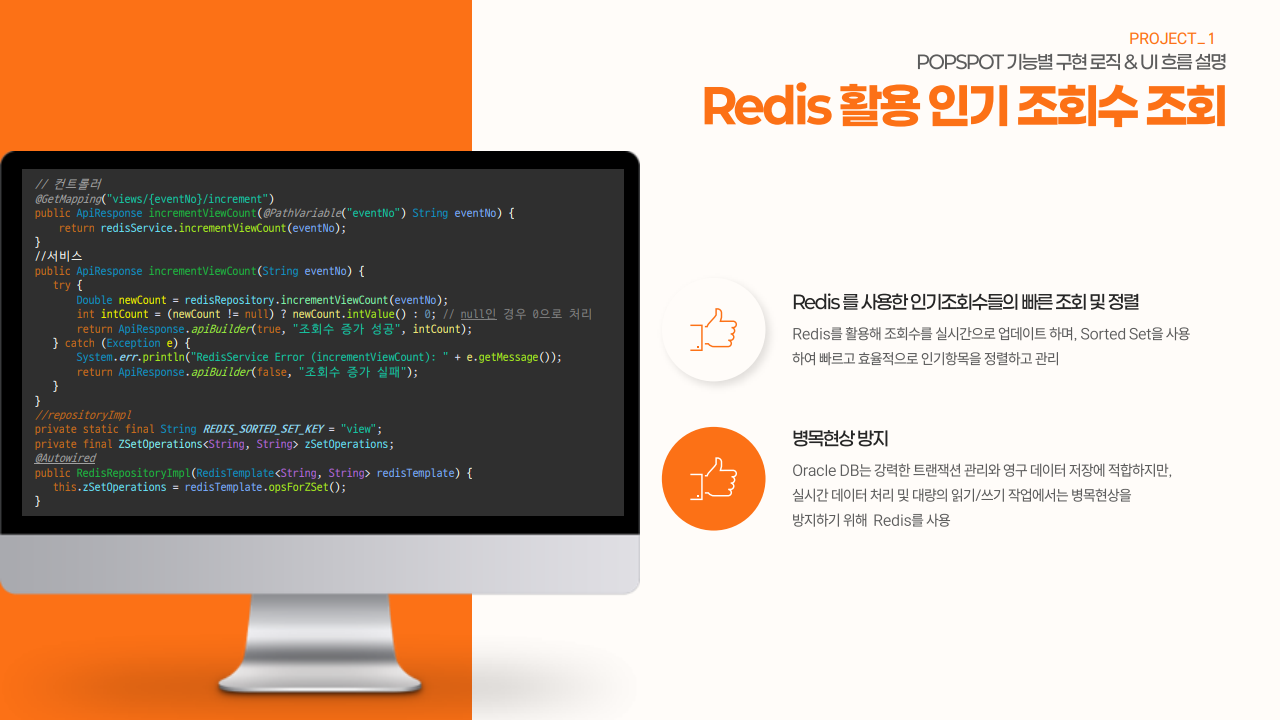 PROJECT_ 1
POPSPOT 기능별 구현 로직 & UI 흐름 설명
Redis 활용 인기 조회수 조회
// 컨트롤러
@GetMapping("views/{eventNo}/increment")
public ApiResponse incrementViewCount(@PathVariable("eventNo") String eventNo) {
return redisService.incrementViewCount(eventNo);
}
//서비스
public ApiResponse incrementViewCount(String eventNo) {
try {
Double newCount = redisRepository.incrementViewCount(eventNo);
int intCount = (newCount != null) ? newCount.intValue() : 0; // null인 경우 0으로 처리
return ApiResponse.apiBuilder(true, "조회수 증가 성공", intCount);
} catch (Exception e) {
System.err.println("RedisService Error (incrementViewCount): " + e.getMessage());
return ApiResponse.apiBuilder(false, "조회수 증가 실패");
}
}
//repositoryImpl
private static final String REDIS_SORTED_SET_KEY = "view";
private final ZSetOperations<String, String> zSetOperations;
@Autowired
public RedisRepositoryImpl(RedisTemplate<String, String> redisTemplate) {
this.zSetOperations = redisTemplate.opsForZSet();
}
Redis 를 사용한 인기조회수들의 빠른 조회 및 정렬
Redis를 활용해 조회수를 실시간으로 업데이트 하며, Sorted Set을 사용
하여 빠르고 효율적으로 인기항목을 정렬하고 관리
병목현상 방지
Oracle DB는 강력한 트랜잭션 관리와 영구 데이터 저장에 적합하지만,
실시간 데이터 처리 및 대량의 읽기/쓰기 작업에서는 병목현상을
방지하기 위해 Redis를 사용